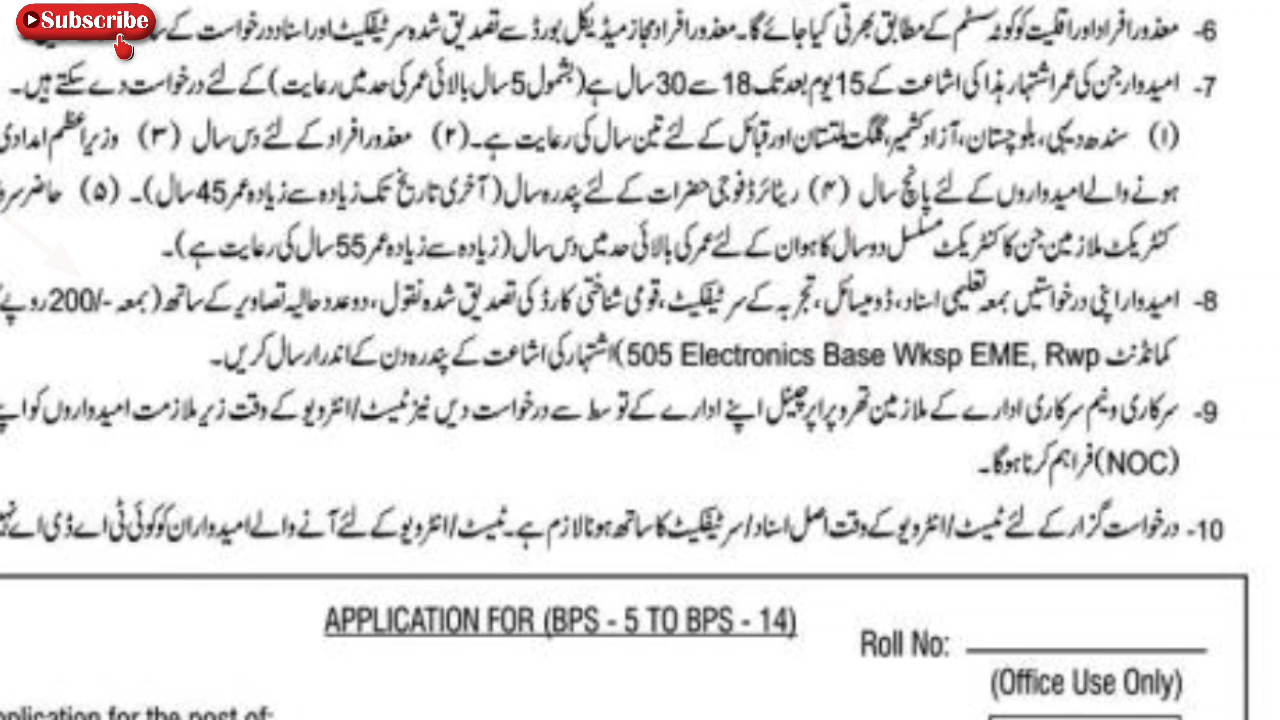 Subscribe
6- معذور افراد اور اقلیت کو کوٹہ سسٹم کے مطابق بھرتی کیا جائے گا۔ معذور افراد مجاز میڈیکل بورڈ سے تصدیق شدہ سرٹیفکیٹ اور اسناد درخواست کے
7- امیدوار جن کی عمر اشتہار ہذا کی اشاعت کے 15 یوم بعد تک 18 سے 30 سال ہے (بشمول 5 سال بالائی عمر کی حد میں رعایت) کے لئے درخواست دے سکتے ہیں۔
(۱) سندھ دیہی، بلوچستان، آزاد کشمیر، گلگت بلتستان اور قبائل کے لئے تین سال کی رعایت ہے۔ (۲) معذور افراد کے لئے دس سال (۳) وزیراعظم امدادی
ہونے والے امیدواروں کے لئے پانچ سال (۴) ریٹائرڈ فوجی حضرات کے لئے پندرہ سال (آخری تاریخ تک زیادہ سے زیادہ عمر 45 سال)۔ (۵) حاضر
کنٹریکٹ ملازمین جن کا کنٹریکٹ مسلسل دو سال کا ہو ان کے لئے عمر کی بالائی حد میں دس سال (زیادہ سے زیادہ عمر 55 سال کی رعایت ہے)۔
8- امیدوار اپنی درخواستیں بمعہ تعلیمی اسناد، ڈومیسائل، تجربہ کے سرٹیفکیٹ، قومی شناختی کارڈ کی تصدیق شدہ نقول، دو عدد حالیہ تصاویر کے ساتھ (بمعہ -/200 روپے
کمانڈنٹ 505 Electronics Base Wksp EME, Rwp) اشتہار کی اشاعت کے پندرہ دن کے اندر ارسال کریں۔
9- سرکاری و نیم سرکاری ادارے کے ملازمین تھرو پراپر چینل اپنے ادارے کے توسط سے درخواست دیں نیز ٹیسٹ/انٹرویو کے وقت زیر ملازمت امیدواروں کو
(NOC) فراہم کرنا ہوگا۔
10- درخواست گزار کے لئے ٹیسٹ/انٹرویو کے وقت اصل اسناد/سرٹیفکیٹ کا ساتھ ہونا لازم ہے۔ ٹیسٹ/انٹرویو کے لئے آنے والے امیدواران کو کوئی ٹی اے ڈی اے
APPLICATION FOR (BPS - 5 TO BPS - 14)
Roll No:
(Office Use Only)
application for the post of: